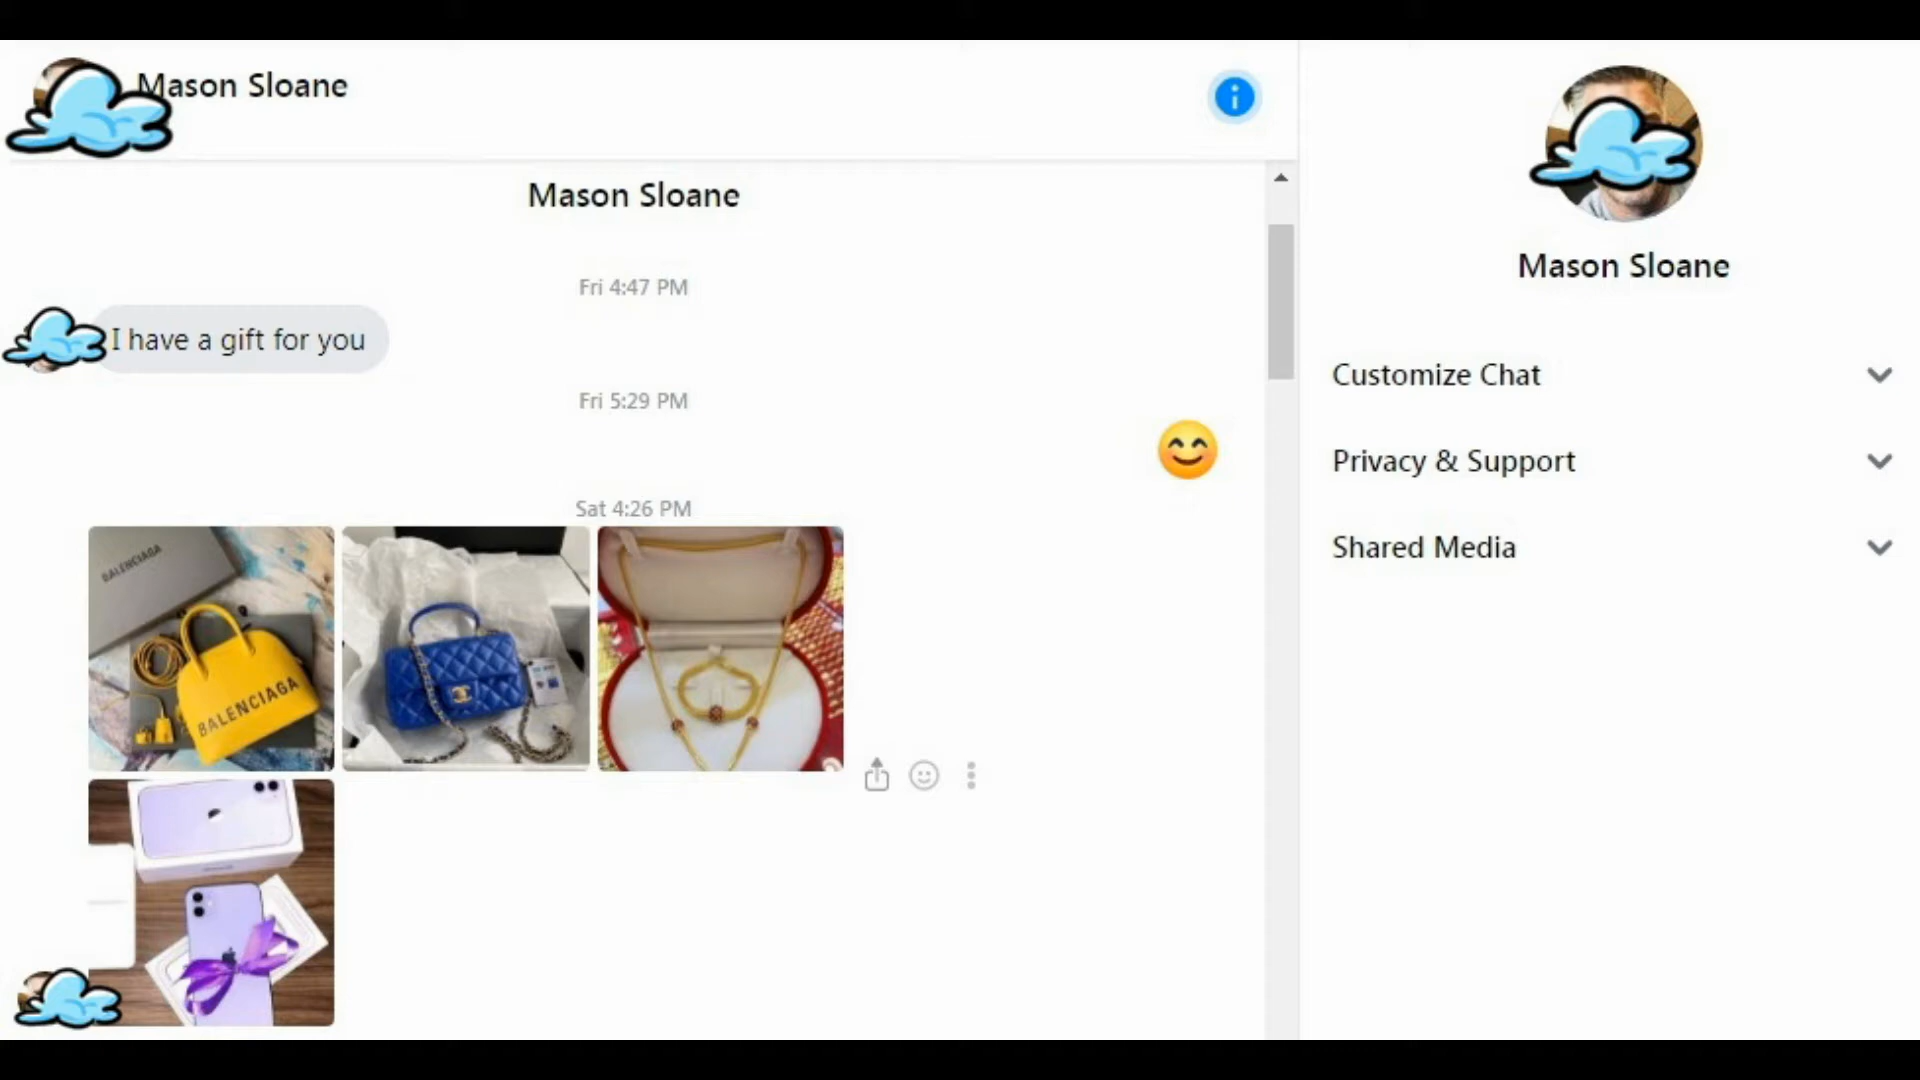 Mason Sloane
Mason Sloane
Fri 4:47 PM
I have a gift for you
Fri 5:29 PM
Sat 4:26 PM
BALENCIAGA
BALENCIAGA
Mason Sloane
Customize Chat
Privacy & Support
Shared Media